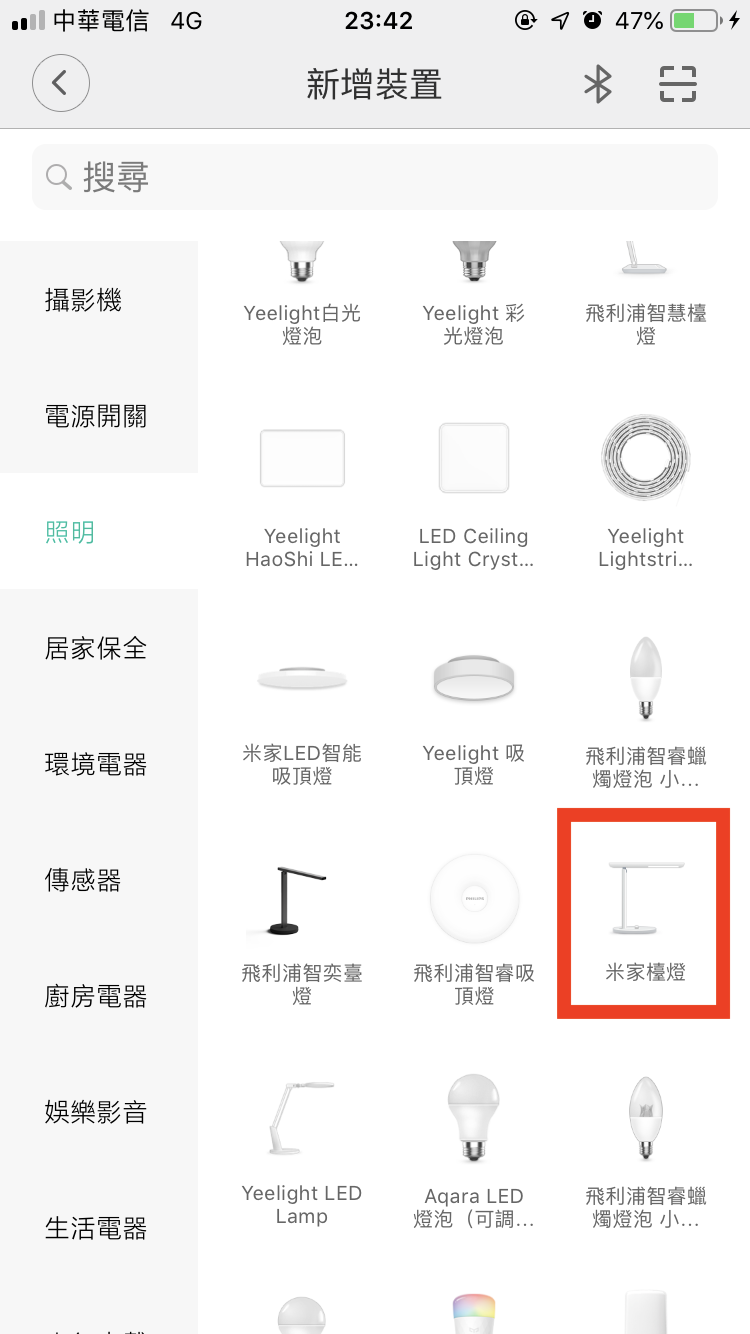 中華電信 4G 23:42 47%
新增裝置
搜尋
攝影機
電源開關
照明
居家保全
環境電器
傳感器
廚房電器
娛樂影音
生活電器
Yeelight白光
燈泡
Yeelight 彩
光燈泡
飛利浦智慧檯
燈
Yeelight
HaoShi LE...
LED Ceiling
Light Cryst...
Yeelight
Lightstri...
米家LED智能
吸頂燈
Yeelight 吸
頂燈
飛利浦智睿蠟
燭燈泡 小...
飛利浦智奕臺
燈
PHILIPS
飛利浦智睿吸
頂燈
米家檯燈
Yeelight LED
Lamp
Aqara LED
燈泡（可調...
飛利浦智睿蠟
燭燈泡 小...